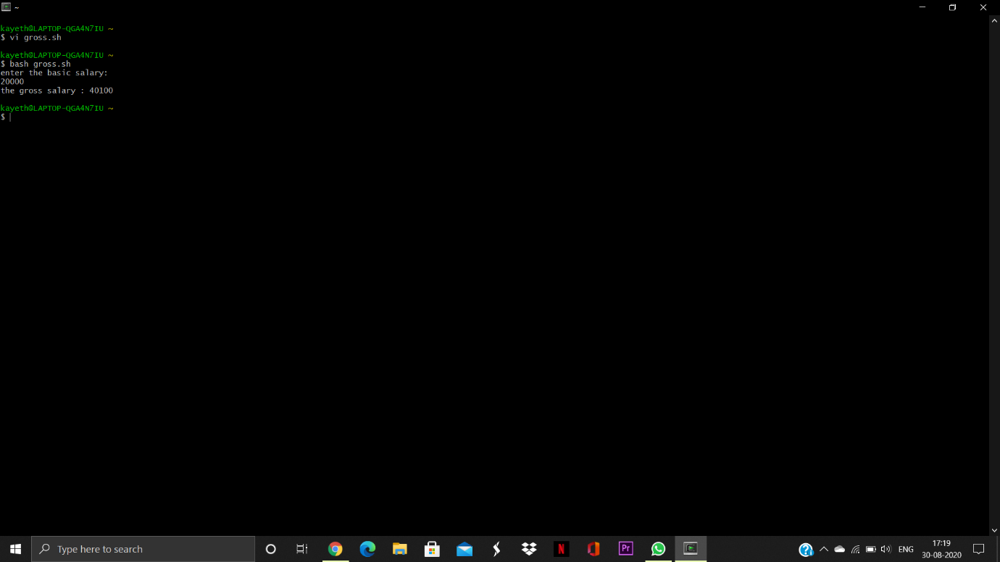 ~
kayeth@LAPTOP-QGA4N7IU ~
$ vi gross.sh
kayeth@LAPTOP-QGA4N7IU ~
$ bash gross.sh
enter the basic salary:
20000
the gross salary : 40100
kayeth@LAPTOP-QGA4N7IU ~
$
Type here to search
N
Pr
ENG
17:19
30-08-2020